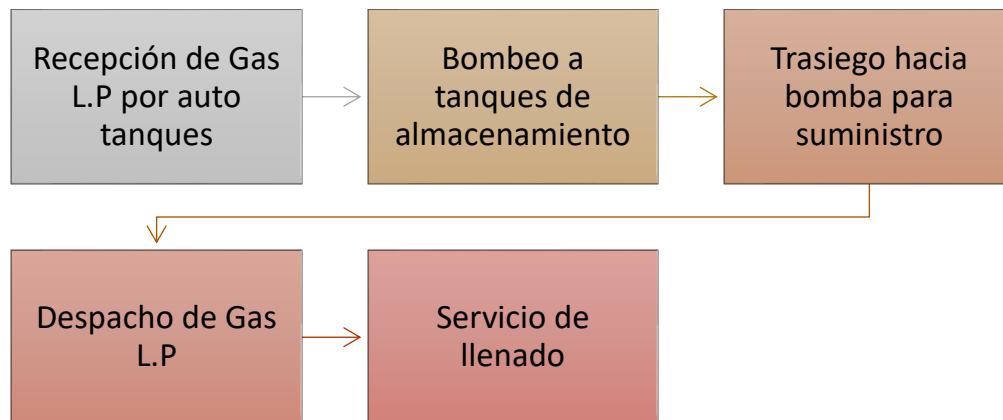 Recepción de Gas
L.P por auto
tanques
Bombeo a
tanques de
almacenamiento
Trasiego hacia
bomba para
suministro
Despacho de Gas
L.P
Servicio de
llenado